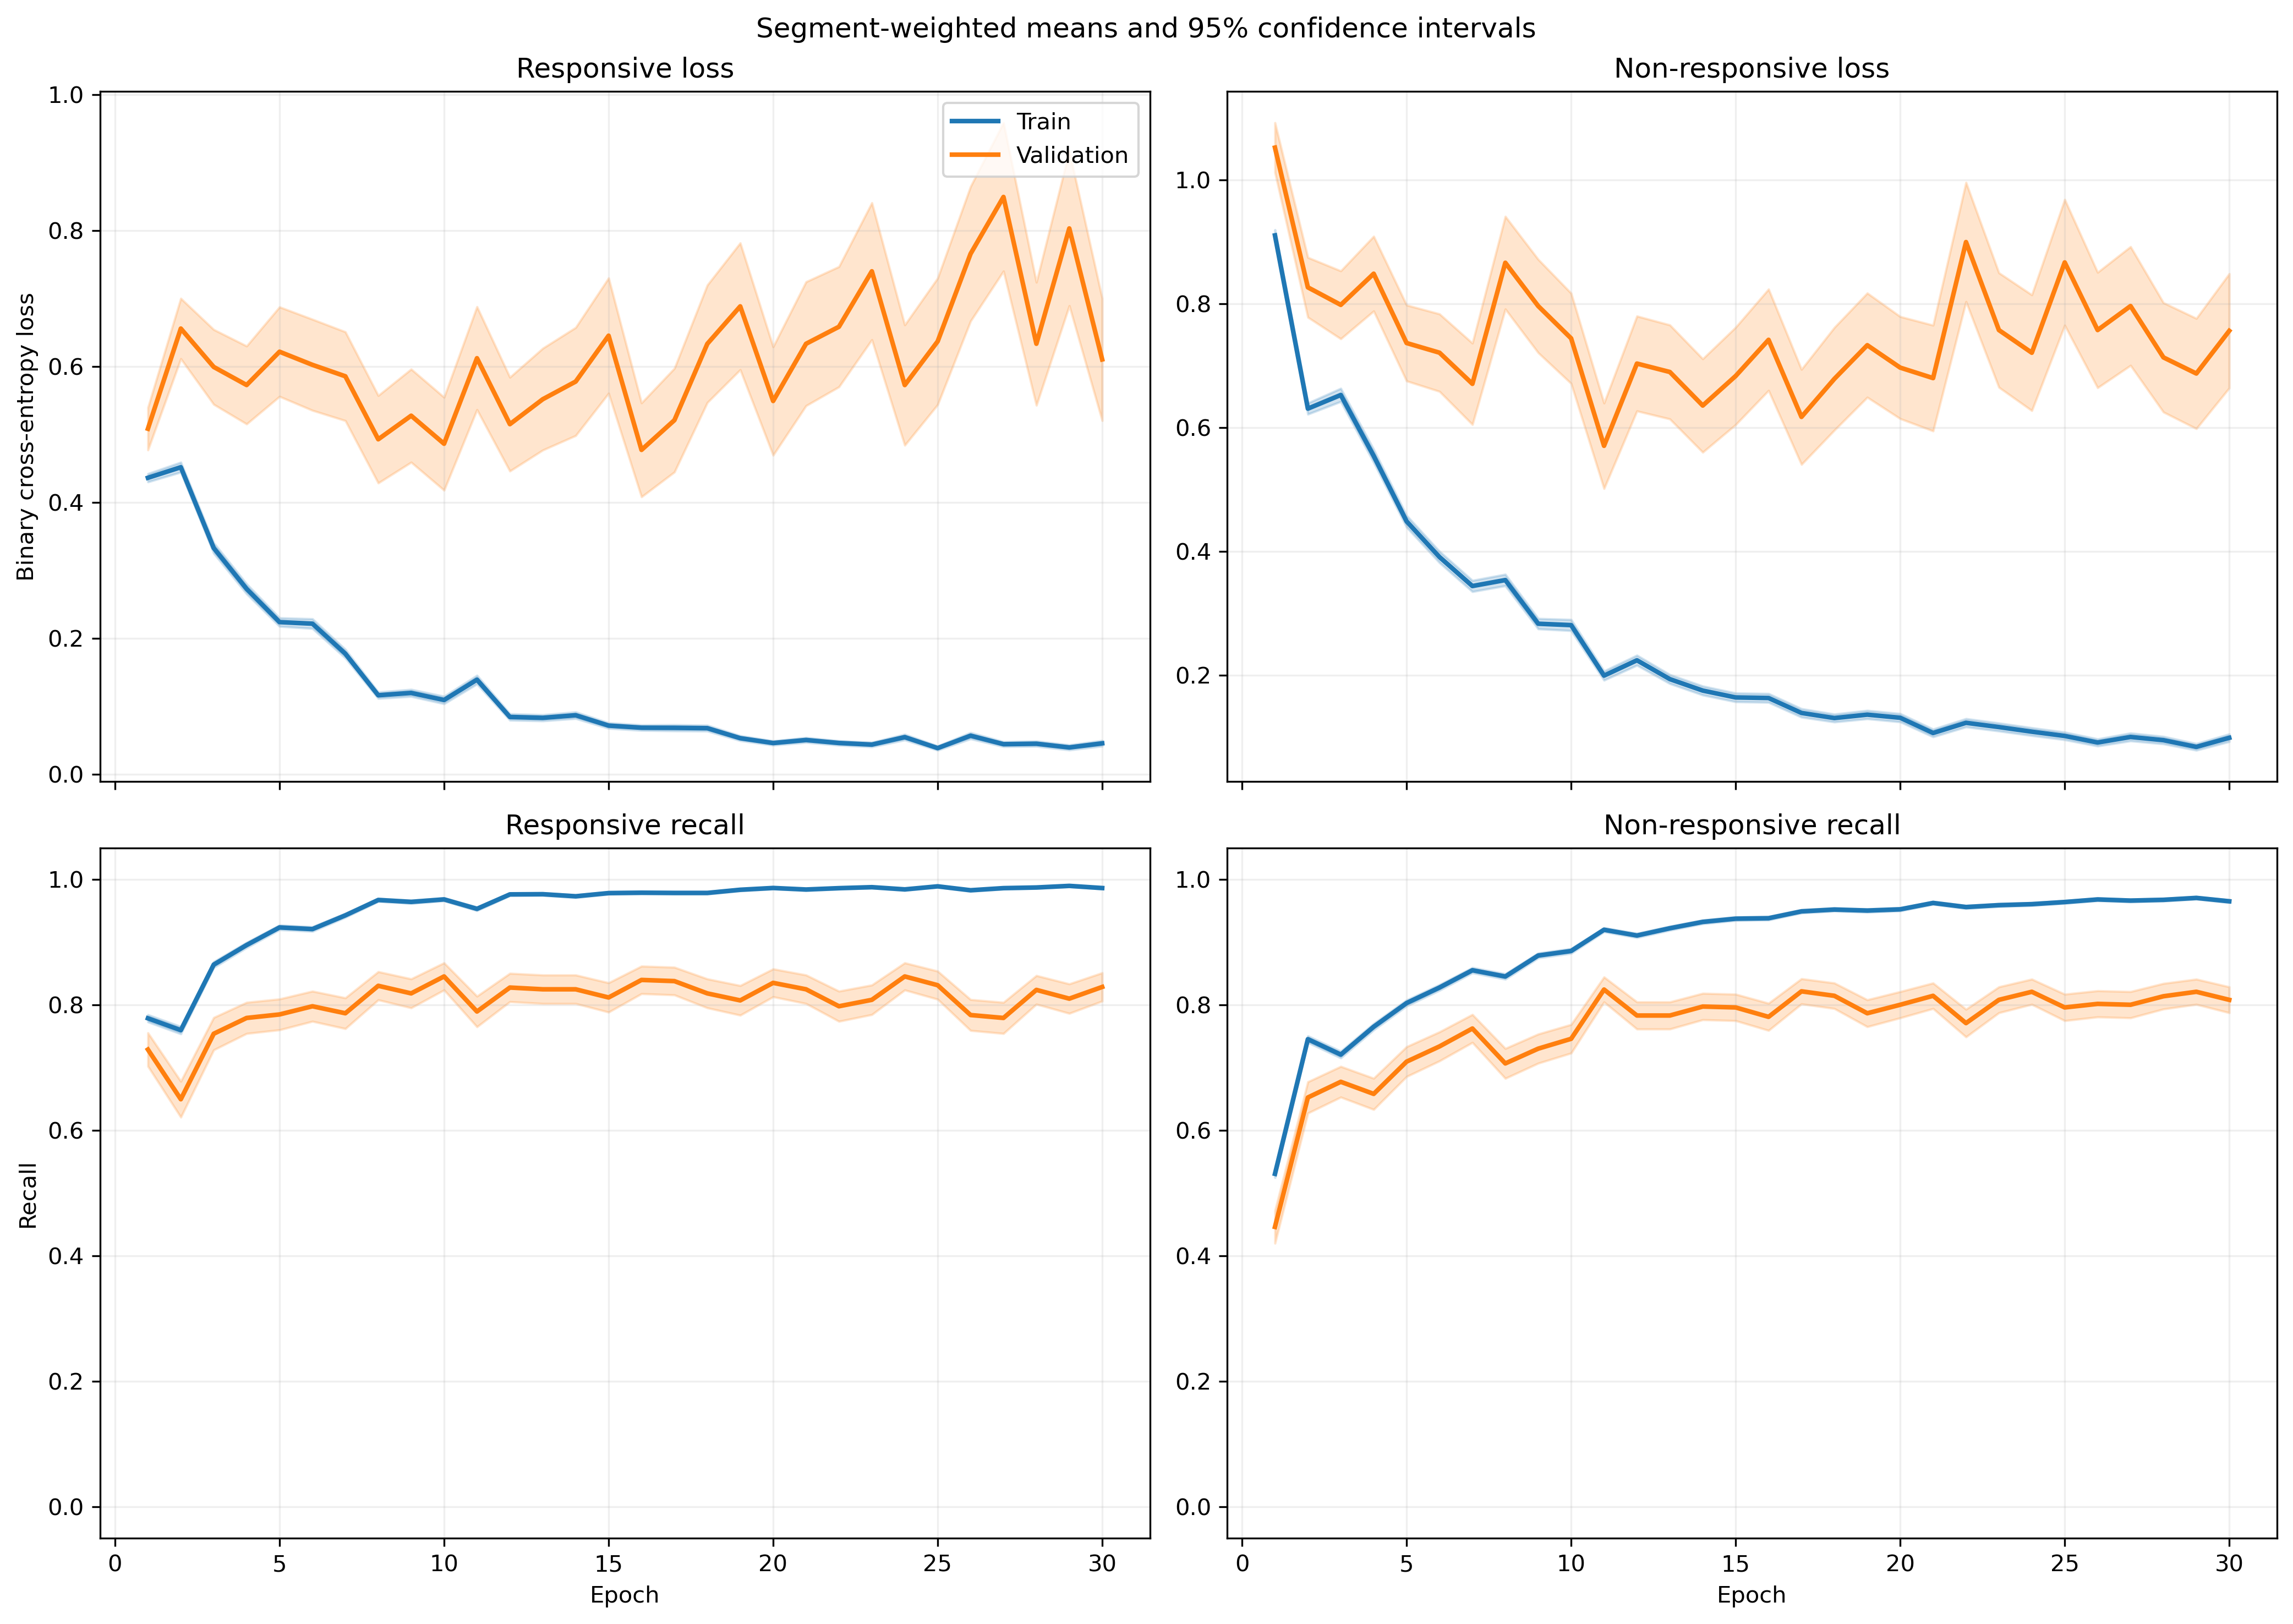 Segment-weighted means and 95% confidence intervals
Responsive loss
Non-responsive loss
Train
Validation
Binary cross-entropy loss
1.0
0.8
0.6
0.4
0.2
0.0
1.0
0.8
0.6
0.4
0.2
Responsive recall
Non-responsive recall
Recall
1.0
0.8
0.6
0.4
0.2
0.0
1.0
0.8
0.6
0.4
0.2
0.0
0 5 10 15 20 25 30
0 5 10 15 20 25 30
Epoch
Epoch